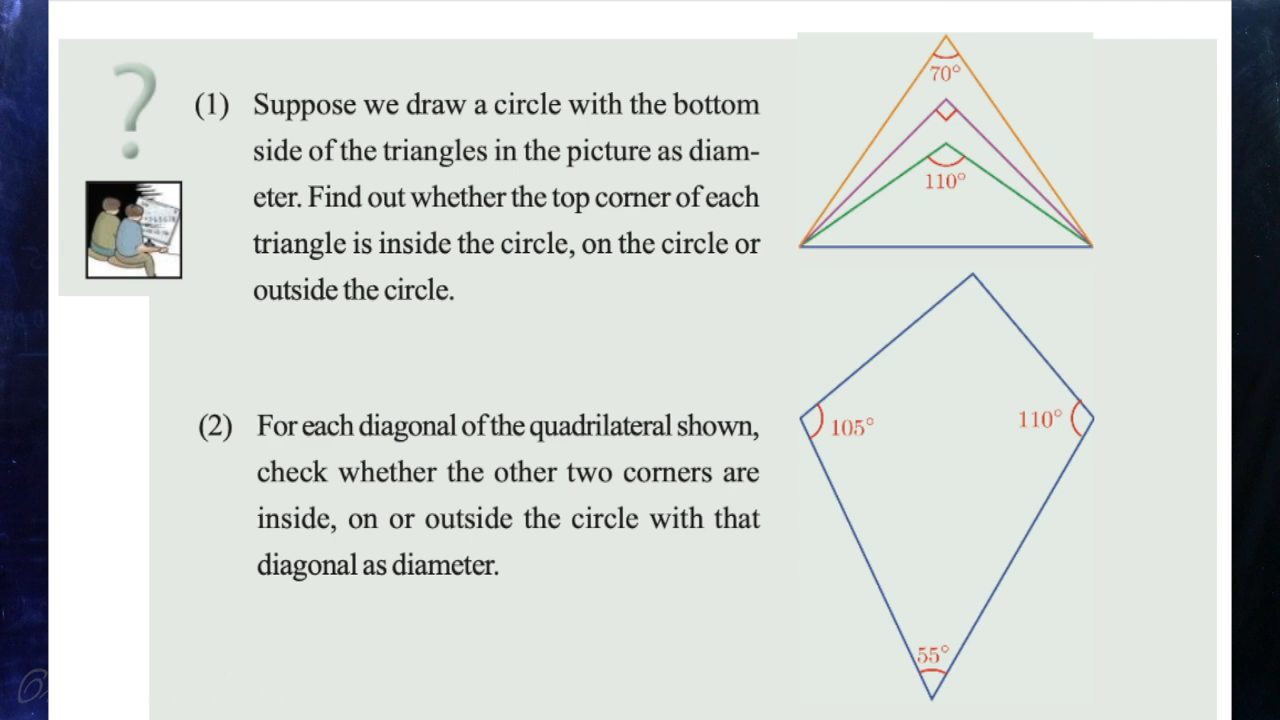 (1) Suppose we draw a circle with the bottom
side of the triangles in the picture as diam-
eter. Find out whether the top corner of each
triangle is inside the circle, on the circle or
outside the circle.
70°
110°
(2) For each diagonal of the quadrilateral shown,
check whether the other two corners are
inside, on or outside the circle with that
diagonal as diameter.
105°
110°
55°